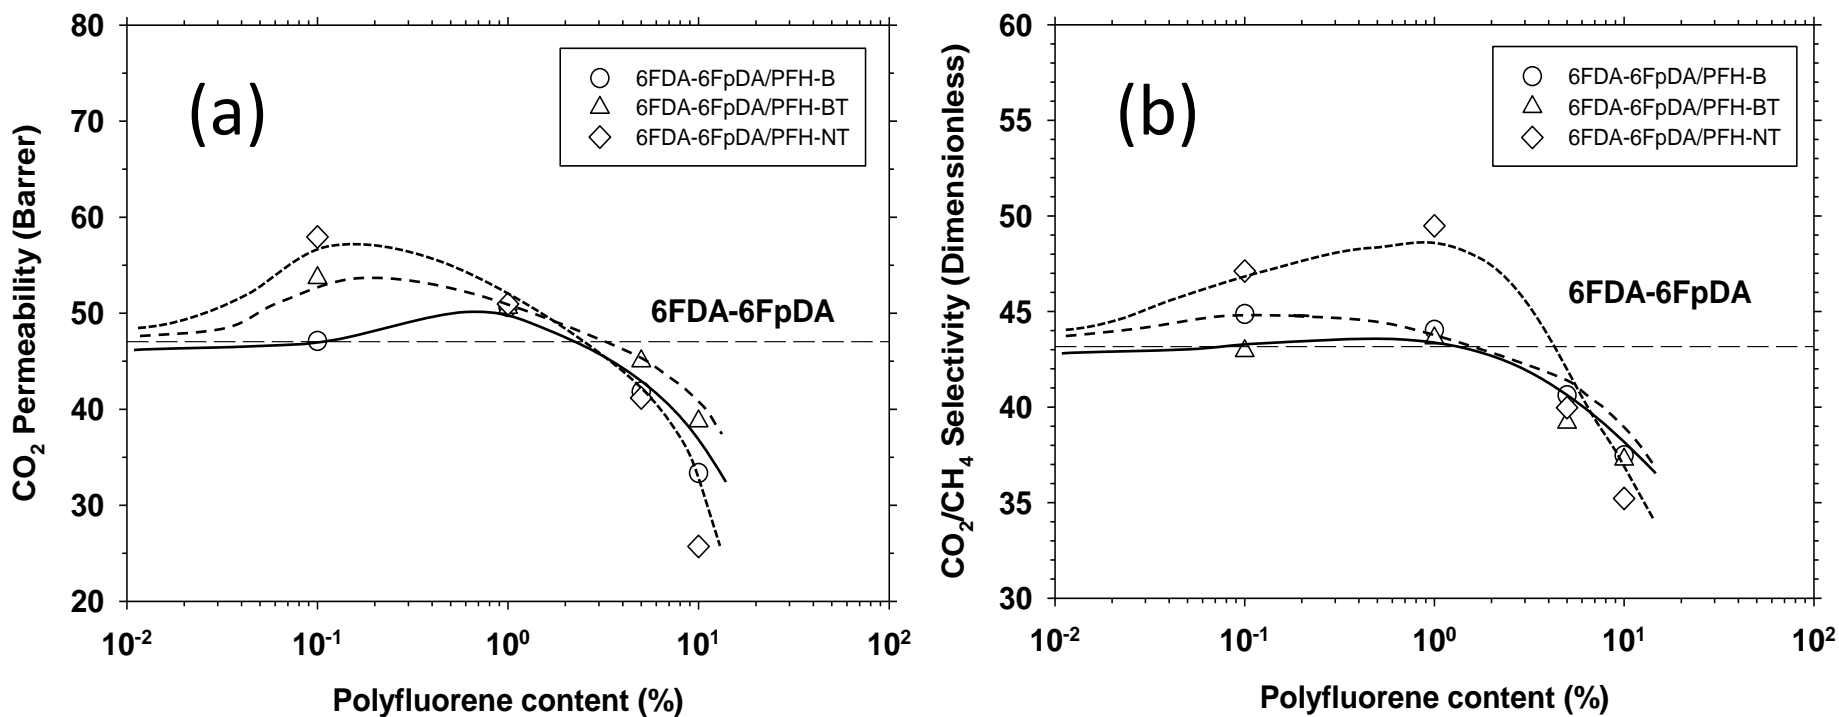 (a)
CO2 Permeability (Barrer)
80
70
60
50
40
30
20
6FDA-6FpDA/PFH-B
6FDA-6FpDA/PFH-BT
6FDA-6FpDA/PFH-NT
6FDA-6FpDA
10-2
10-1
100
101
102
Polyfluorene content (%)
(b)
CO2/CH4 Selectivity (Dimensionless)
60
55
50
45
40
35
30
6FDA-6FpDA/PFH-B
6FDA-6FpDA/PFH-BT
6FDA-6FpDA/PFH-NT
6FDA-6FpDA
10-2
10-1
100
101
102
Polyfluorene content (%)